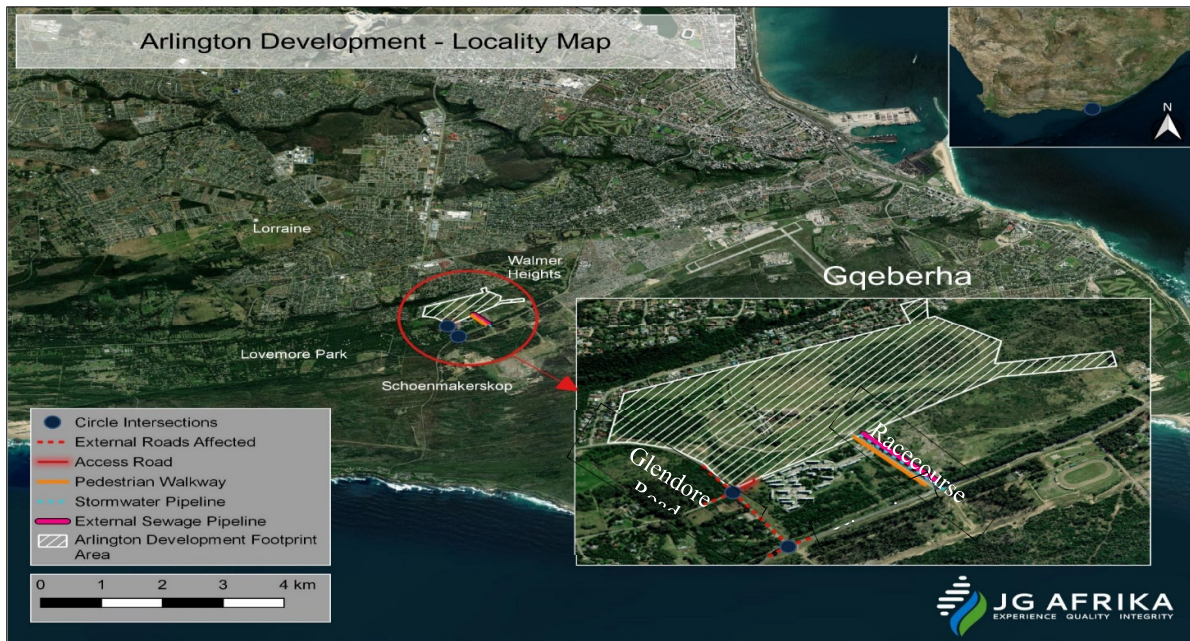 Arlington Development - Locality Map
N
Lorraine
Walmer
Heights
Gqeberha
Lovemore Park
Schoenmakerskop
Racecourse
Glendore
Circle Intersections
External Roads Affected
Access Road
Pedestrian Walkway
Stormwater Pipeline
External Sewage Pipeline
Arlington Development Footprint
Area
0 1 2 3 4 km
JG AFRIKA
EXPERIENCE QUALITY INTEGRITY